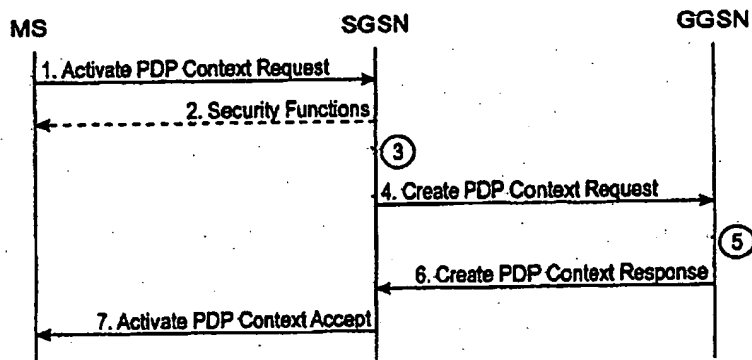 MS SGSN GGSN
1. Activate PDP Context Request
2. Security Functions
3
4. Create PDP Context Request
5
6. Create PDP Context Response
7. Activate PDP Context Accept